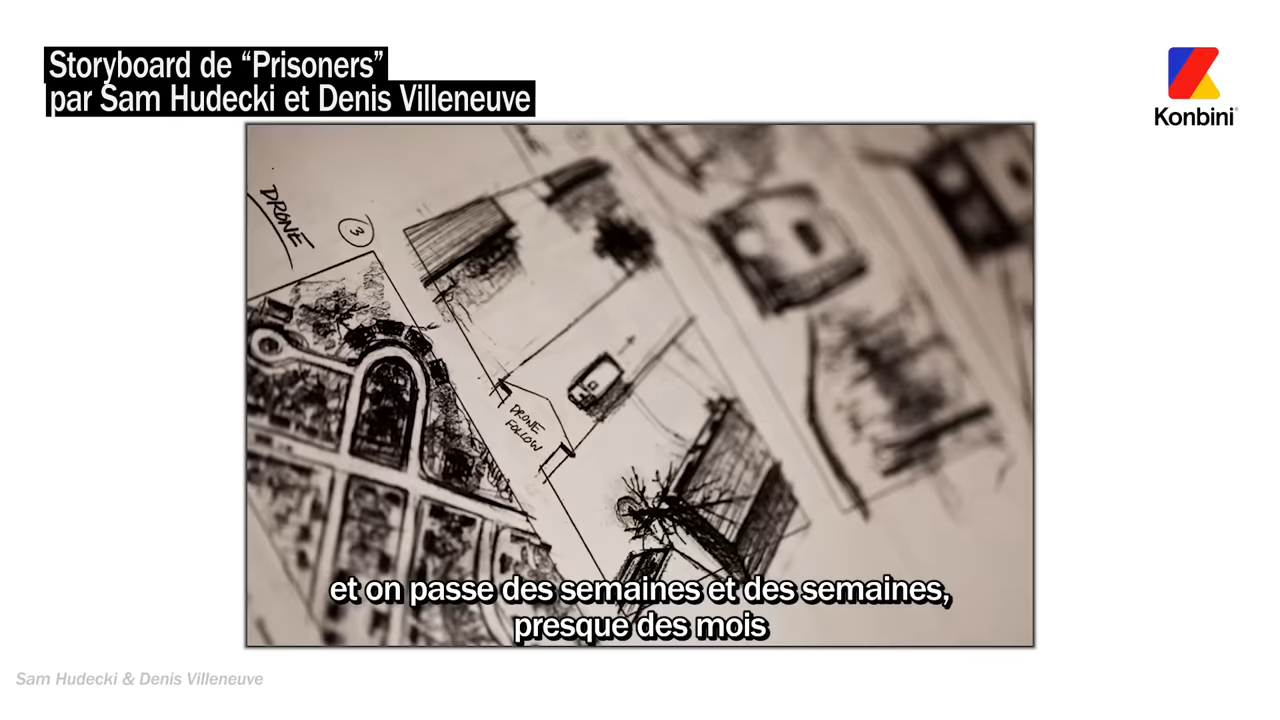 Storyboard de “Prisoners”
par Sam Hudecki et Denis Villeneuve
Konbini
DRONE
3
DRONE
FOLLOW
et on passe des semaines et des semaines,
presque des mois
Sam Hudecki & Denis Villeneuve